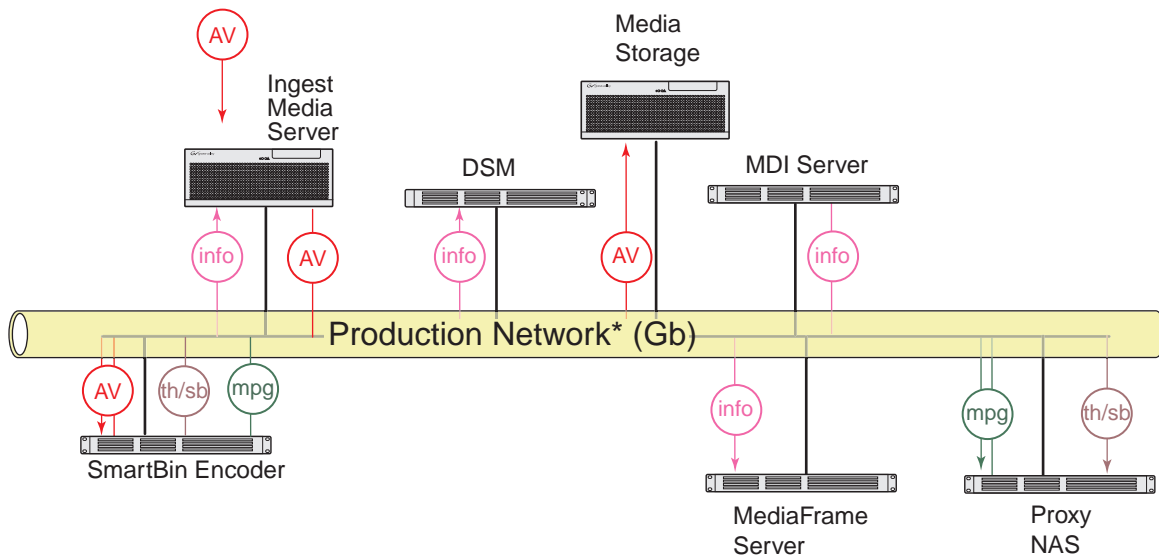 AV
Ingest
Media
Server
Media
Storage
DSM
MDI Server
info
AV
info
AV
info
Production Network* (Gb)
AV
th/sb
mpg
info
mpg
th/sb
SmartBin Encoder
MediaFrame
Server
Proxy
NAS